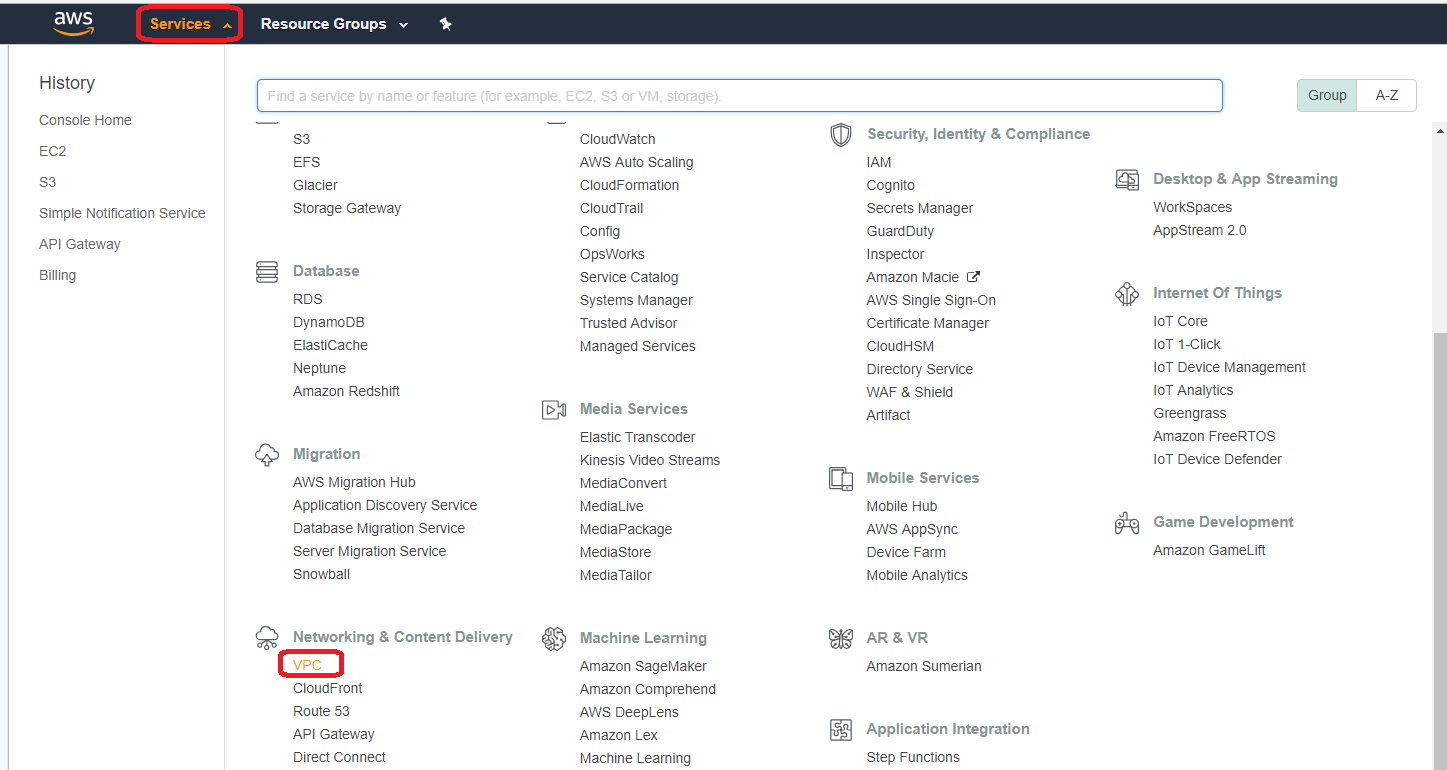 aws
Services
Resource Groups
History
Console Home
EC2
S3
Simple Notification Service
API Gateway
Billing
Find a service by name or feature (for example, EC2, S3 or VM, storage).
Group
A-Z
S3
EFS
Glacier
Storage Gateway
Database
RDS
DynamoDB
ElastiCache
Neptune
Amazon Redshift
Migration
AWS Migration Hub
Application Discovery Service
Database Migration Service
Server Migration Service
Snowball
Networking & Content Delivery
VPC
CloudFront
Route 53
API Gateway
Direct Connect
CloudWatch
AWS Auto Scaling
CloudFormation
CloudTrail
Config
OpsWorks
Service Catalog
Systems Manager
Trusted Advisor
Managed Services
Media Services
Elastic Transcoder
Kinesis Video Streams
MediaConvert
MediaLive
MediaPackage
MediaStore
MediaTailor
Machine Learning
Amazon SageMaker
Amazon Comprehend
AWS DeepLens
Amazon Lex
Machine Learning
Security, Identity & Compliance
IAM
Cognito
Secrets Manager
GuardDuty
Inspector
Amazon Macie
AWS Single Sign-On
Certificate Manager
CloudHSM
Directory Service
WAF & Shield
Artifact
Mobile Services
Mobile Hub
AWS AppSync
Device Farm
Mobile Analytics
AR & VR
Amazon Sumerian
Application Integration
Step Functions
Desktop & App Streaming
WorkSpaces
AppStream 2.0
Internet Of Things
IoT Core
IoT 1-Click
IoT Device Management
IoT Analytics
Greengrass
Amazon FreeRTOS
IoT Device Defender
Game Development
Amazon GameLift